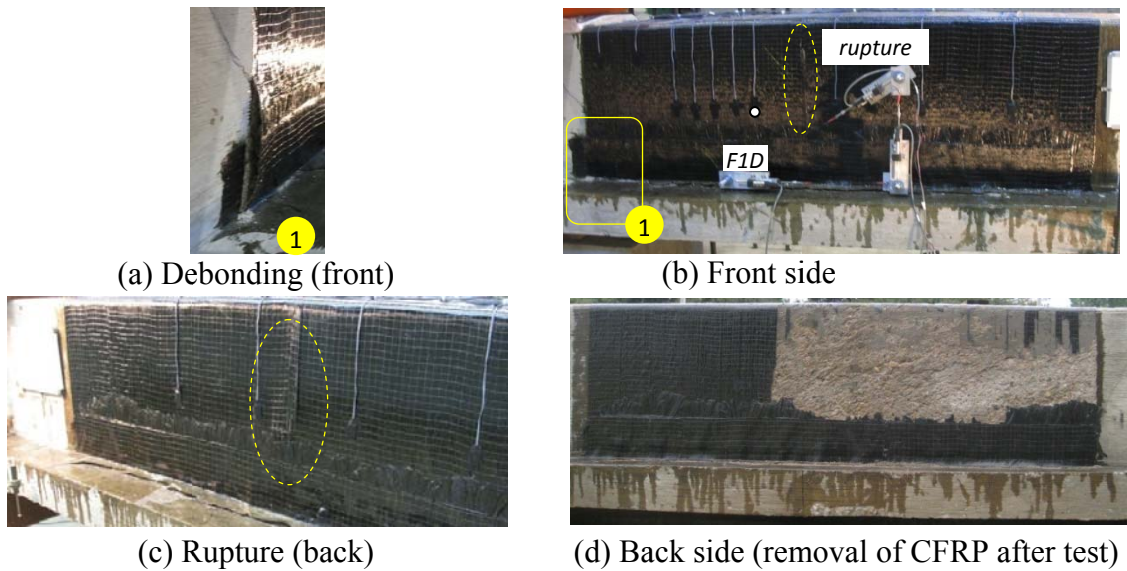 1
(a) Debonding (front)
rupture
F1D
1
(b) Front side
(c) Rupture (back)
(d) Back side (removal of CFRP after test)